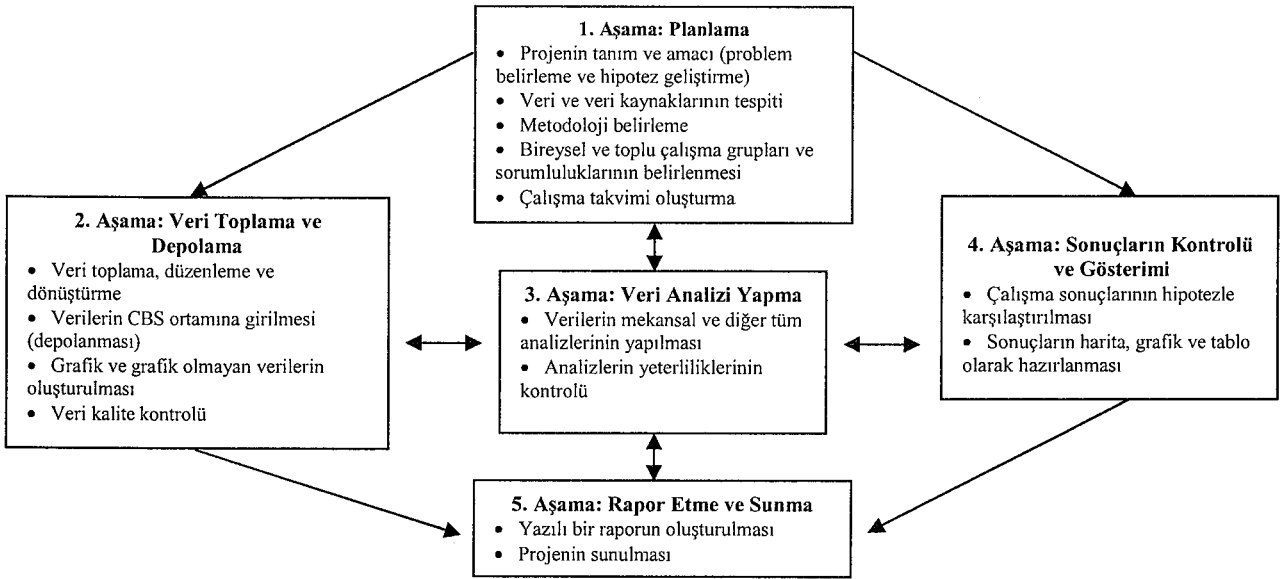 1. Aşama: Planlama
• Projenin tanım ve amacı (problem
belirleme ve hipotez geliştirme)
• Veri ve veri kaynaklarının tespiti
• Metodoloji belirleme
• Bireysel ve toplu çalışma grupları ve
sorumluluklarının belirlenmesi
• Çalışma takvimi oluşturma
2. Aşama: Veri Toplama ve
Depolama
• Veri toplama, düzenleme ve
dönüştürme
• Verilerin CBS ortamına girilmesi
(depolanması)
• Grafik ve grafik olmayan verilerin
oluşturulması
• Veri kalite kontrolü
3. Aşama: Veri Analizi Yapma
• Verilerin mekansal ve diğer tüm
analizlerinin yapılması
• Analizlerin yeterliliklerinin
kontrolü
4. Aşama: Sonuçların Kontrolü
ve Gösterimi
• Çalışma sonuçlarının hipotezle
karşılaştırılması
• Sonuçların harita, grafik ve tablo
olarak hazırlanması
5. Aşama: Rapor Etme ve Sunma
• Yazılı bir raporun oluşturulması
• Projenin sunulması